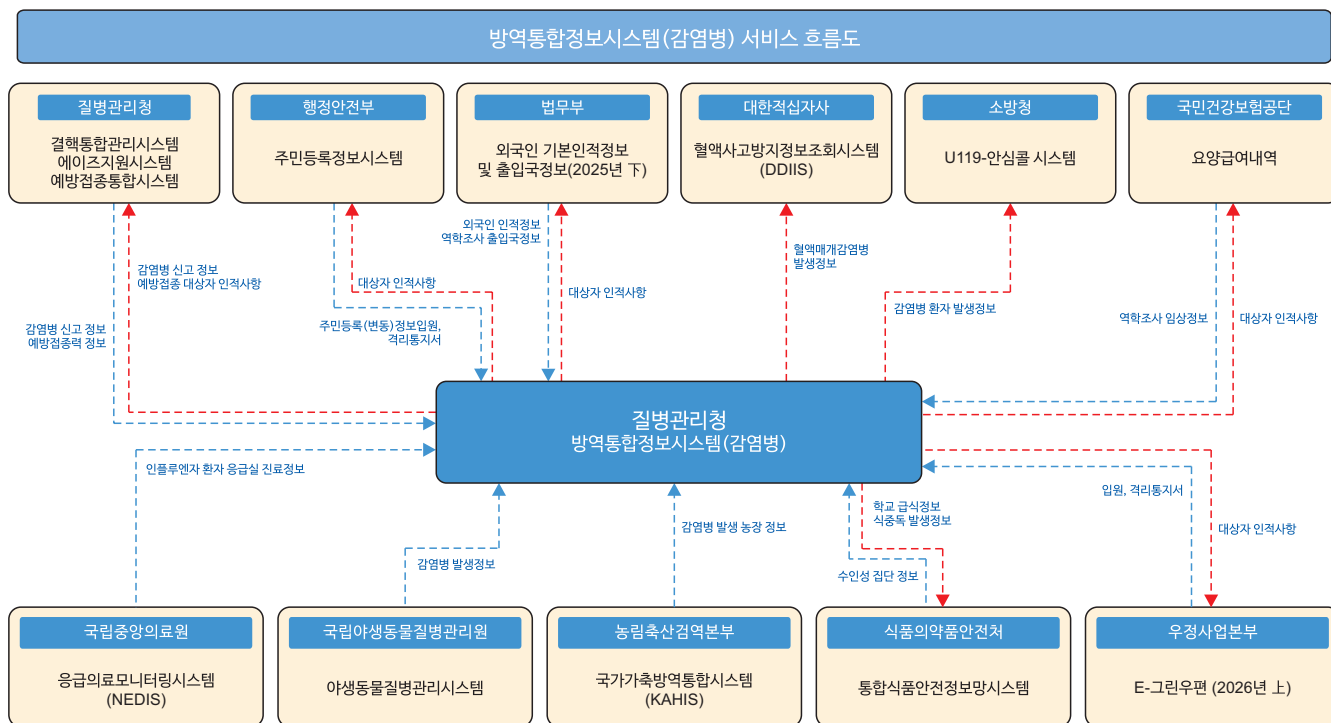 방역통합정보시스템(감염병) 서비스 흐름도
질병관리청
결핵통합관리시스템
에이즈지원시스템
예방접종통합시스템
행정안전부
주민등록정보시스템
법무부
외국인 기본인적정보
및 출입국정보(2025년 下)
대한적십자사
혈액사고방지정보조회시스템
(DDIIS)
소방청
U119-안심콜 시스템
국민건강보험공단
요양급여내역
외국인 인적정보
역학조사 출입국정보
혈액매개감염병
발생정보
감염병 신고 정보
예방접종 대상자 인적사항
대상자 인적사항
대상자 인적사항
감염병 환자 발생정보
역학조사 임상정보
대상자 인적사항
감염병 신고 정보
예방접종력 정보
주민등록(변동)정보입원,
격리통지서
질병관리청
방역통합정보시스템(감염병)
인플루엔자 환자 응급실 진료정보
입원, 격리통지서
학교 급식정보
식중독 발생정보
감염병 발생 농장 정보
대상자 인적사항
감염병 발생정보
수인성 집단 정보
국립중앙의료원
응급의료모니터링시스템
(NEDIS)
국립야생동물질병관리원
야생동물질병관리시스템
농림축산검역본부
국가가축방역통합시스템
(KAHIS)
식품의약품안전처
통합식품안전정보망시스템
우정사업본부
E-그린우편 (2026년 上)